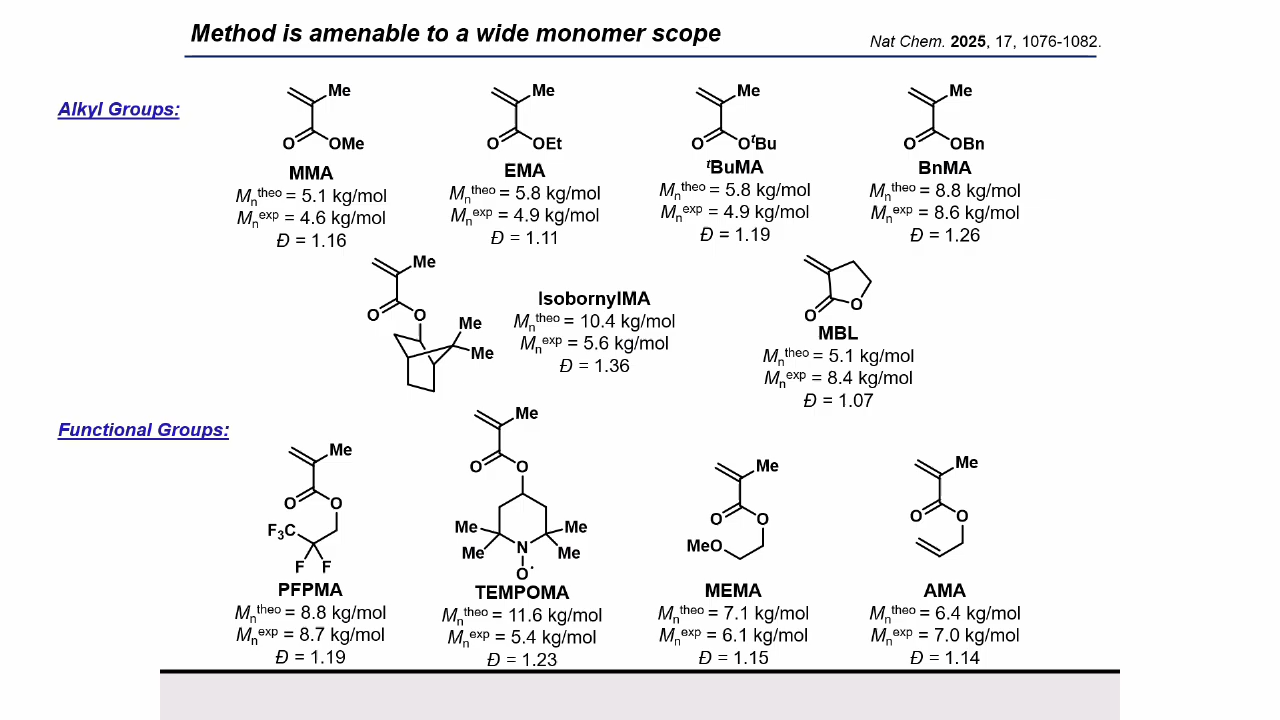 Method is amenable to a wide monomer scope
Nat Chem. 2025, 17, 1076-1082.
Alkyl Groups:
Me
O
OMe
MMA
Mₙᵗʰᵉᵒ = 5.1 kg/mol
Mₙᵉˣᵖ = 4.6 kg/mol
Đ = 1.16
Me
O
OEt
EMA
Mₙᵗʰᵉᵒ = 5.8 kg/mol
Mₙᵉˣᵖ = 4.9 kg/mol
Đ = 1.11
Me
O
OᵗBu
ᵗBuMA
Mₙᵗʰᵉᵒ = 5.8 kg/mol
Mₙᵉˣᵖ = 4.9 kg/mol
Đ = 1.19
Me
O
OBn
BnMA
Mₙᵗʰᵉᵒ = 8.8 kg/mol
Mₙᵉˣᵖ = 8.6 kg/mol
Đ = 1.26
Me
O
O
Me
Me
IsobornylMA
Mₙᵗʰᵉᵒ = 10.4 kg/mol
Mₙᵉˣᵖ = 5.6 kg/mol
Đ = 1.36
O
O
MBL
Mₙᵗʰᵉᵒ = 5.1 kg/mol
Mₙᵉˣᵖ = 8.4 kg/mol
Đ = 1.07
Functional Groups:
Me
O
O
F₃C
F F
PFPMA
Mₙᵗʰᵉᵒ = 8.8 kg/mol
Mₙᵉˣᵖ = 8.7 kg/mol
Đ = 1.19
Me
O
O
Me Me
Me N Me
O·
TEMPOMA
Mₙᵗʰᵉᵒ = 11.6 kg/mol
Mₙᵉˣᵖ = 5.4 kg/mol
Đ = 1.23
Me
O
O
MeO
MEMA
Mₙᵗʰᵉᵒ = 7.1 kg/mol
Mₙᵉˣᵖ = 6.1 kg/mol
Đ = 1.15
Me
O
O
AMA
Mₙᵗʰᵉᵒ = 6.4 kg/mol
Mₙᵉˣᵖ = 7.0 kg/mol
Đ = 1.14